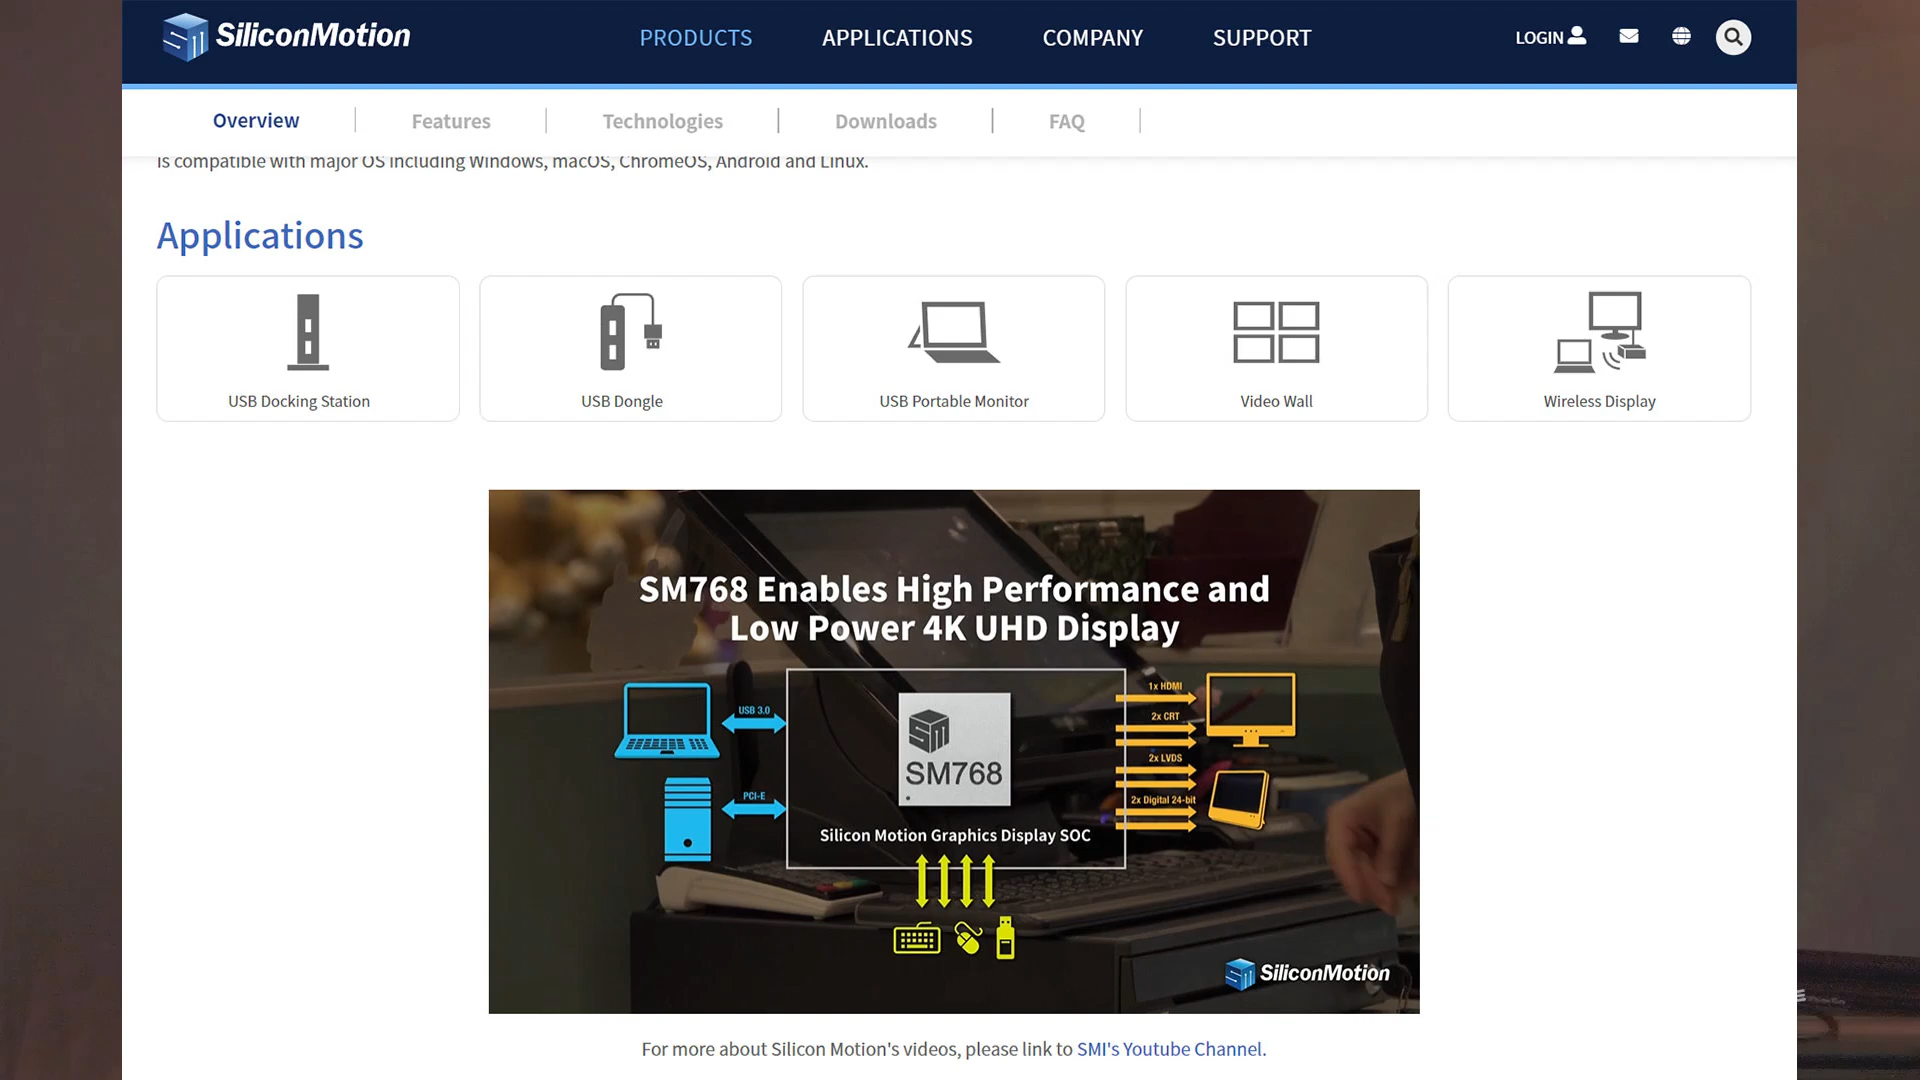 SiliconMotion
PRODUCTS
APPLICATIONS
COMPANY
SUPPORT
LOGIN
Overview
Features
Technologies
Downloads
FAQ
is compatible with major OS including Windows, macOS, ChromeOS, Android and Linux.
Applications
USB Docking Station
USB Dongle
USB Portable Monitor
Video Wall
Wireless Display
SM768 Enables High Performance and
Low Power 4K UHD Display
USB 3.0
PCI-E
SM768
Silicon Motion Graphics Display SOC
1x HDMI
2x CRT
2x LVDS
2x Digital 24-bit
SiliconMotion
For more about Silicon Motion's videos, please link to SMI's Youtube Channel.